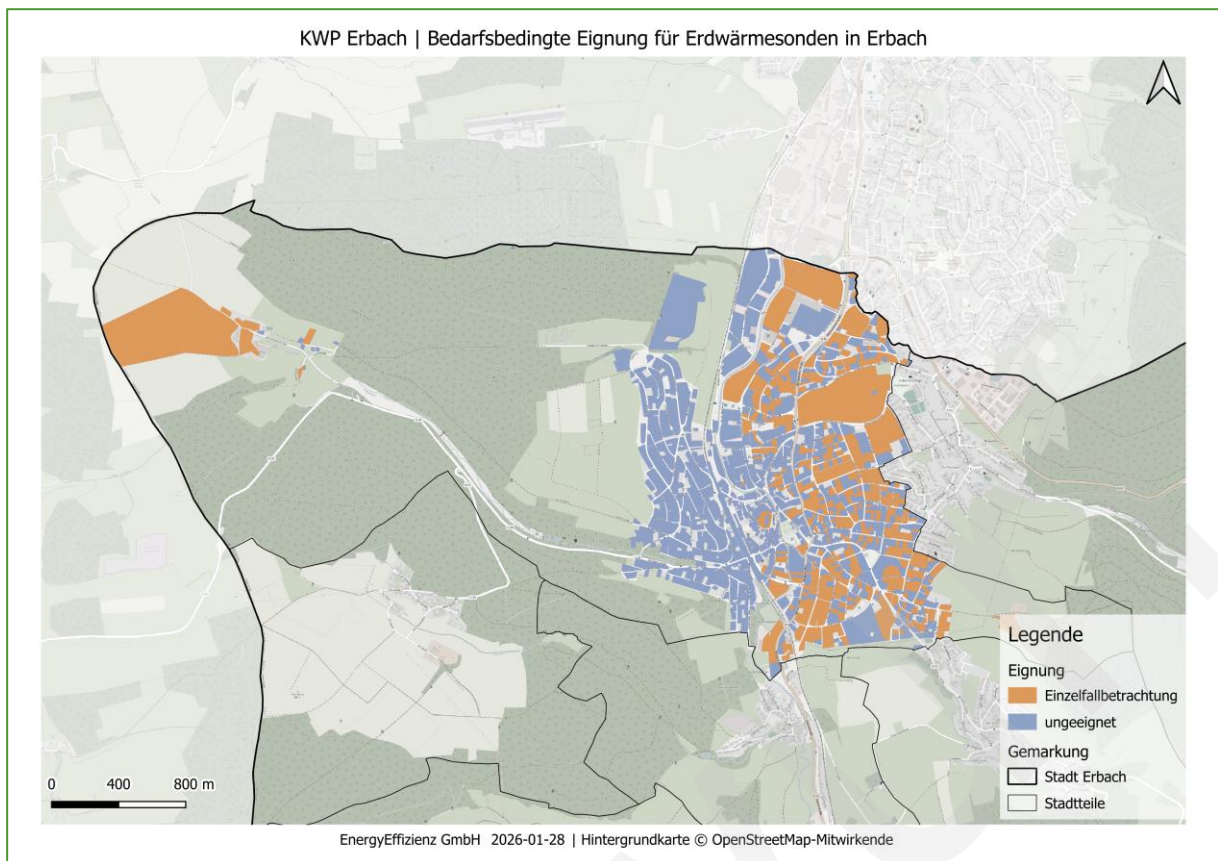 KWP Erbach | Bedarfsbedingte Eignung für Erdwärmesonden in Erbach
Legende
Eignung
Einzelfallbetrachtung
ungeeignet
Gemarkung
Stadt Erbach
Stadtteile
0 400 800 m
EnergyEffizienz GmbH 2026-01-28 | Hintergrundkarte © OpenStreetMap-Mitwirkende